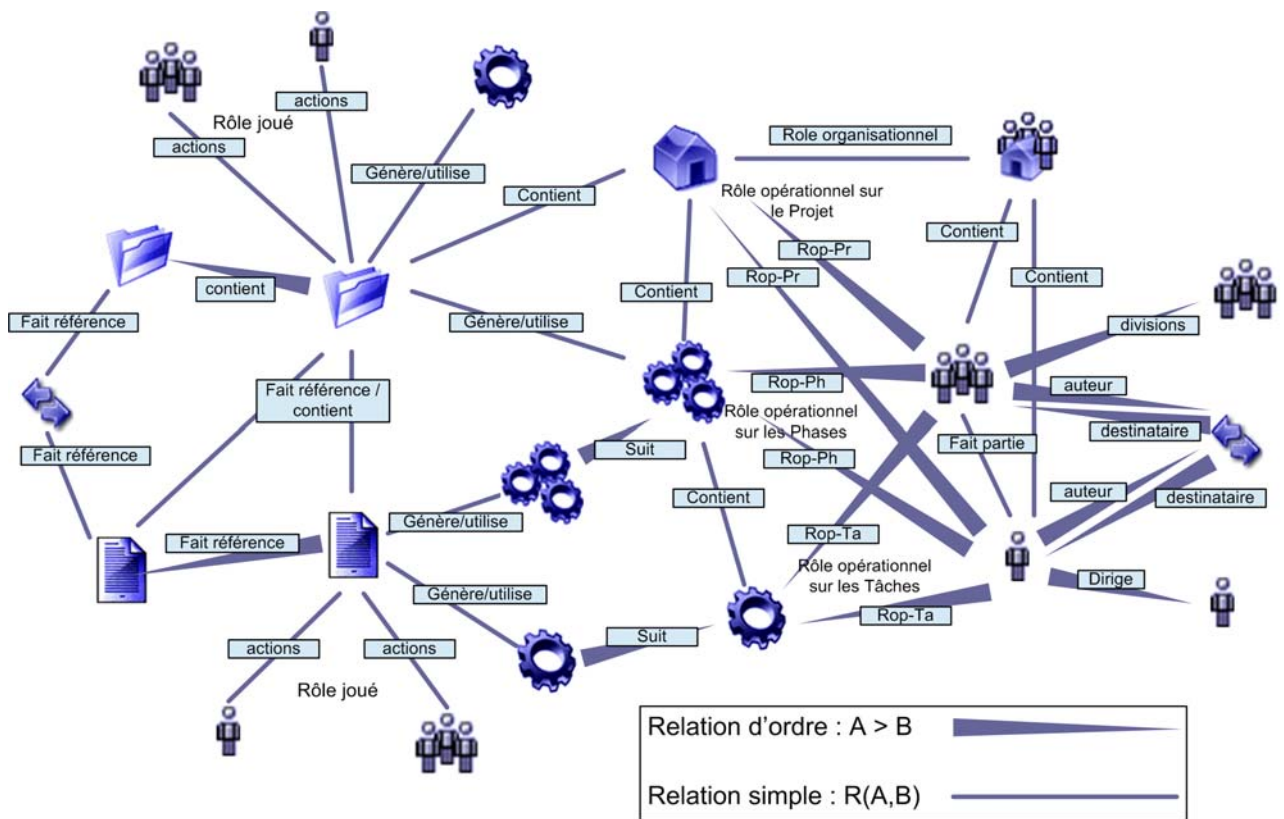 actions
Rôle joué
actions
Génère/utilise
Contient
Role organisationnel
Rôle opérationnel sur
le Projet
Contient
Rop-Pr
Rop-Pr
Contient
contient
Contient
Fait référence
Génère/utilise
divisions
Rop-Ph
auteur
Fait référence /
contient
Rôle opérationnel
sur les Phases
destinataire
Fait partie
Suit
Rop-Ph
Fait référence
Contient
auteur
destinataire
Génère/utilise
Rop-Ta
Fait référence
Rôle opérationnel
sur les Tâches
Dirige
Génère/utilise
Rop-Ta
Suit
actions
actions
Rôle joué
Relation d'ordre : A > B
Relation simple : R(A,B)